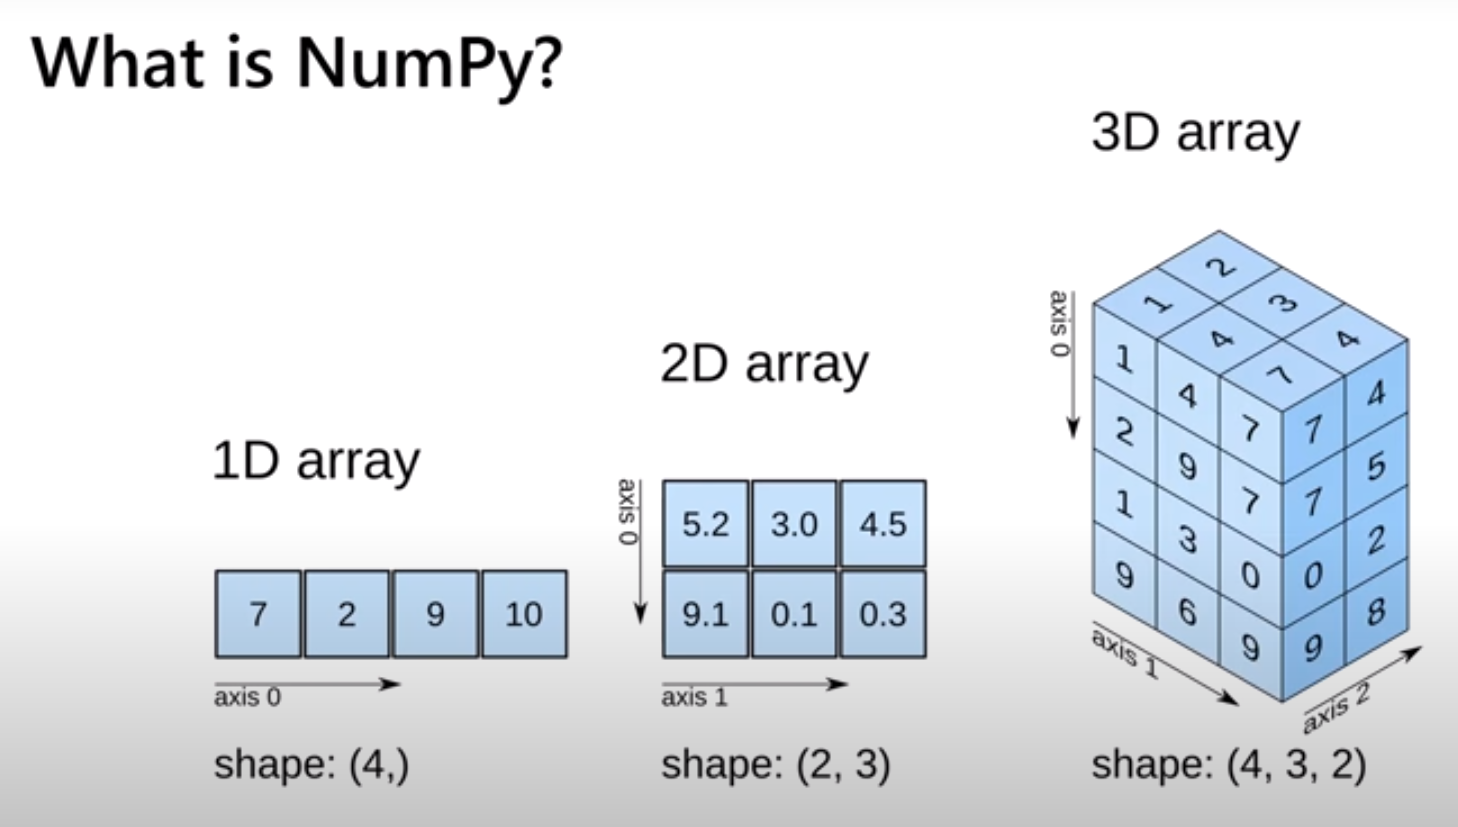 What is NumPy?
3D array
2D array
1D array
axis 0
2
1 3
4 4
7
1 4 7
2 9 7
1 3 0
9 6 9
7 4
7 5
0 2
9 8
axis 1
axis 2
axis 0
5.2 3.0 4.5
9.1 0.1 0.3
axis 1
7 2 9 10
axis 0
shape: (4,)
shape: (2, 3)
shape: (4, 3, 2)